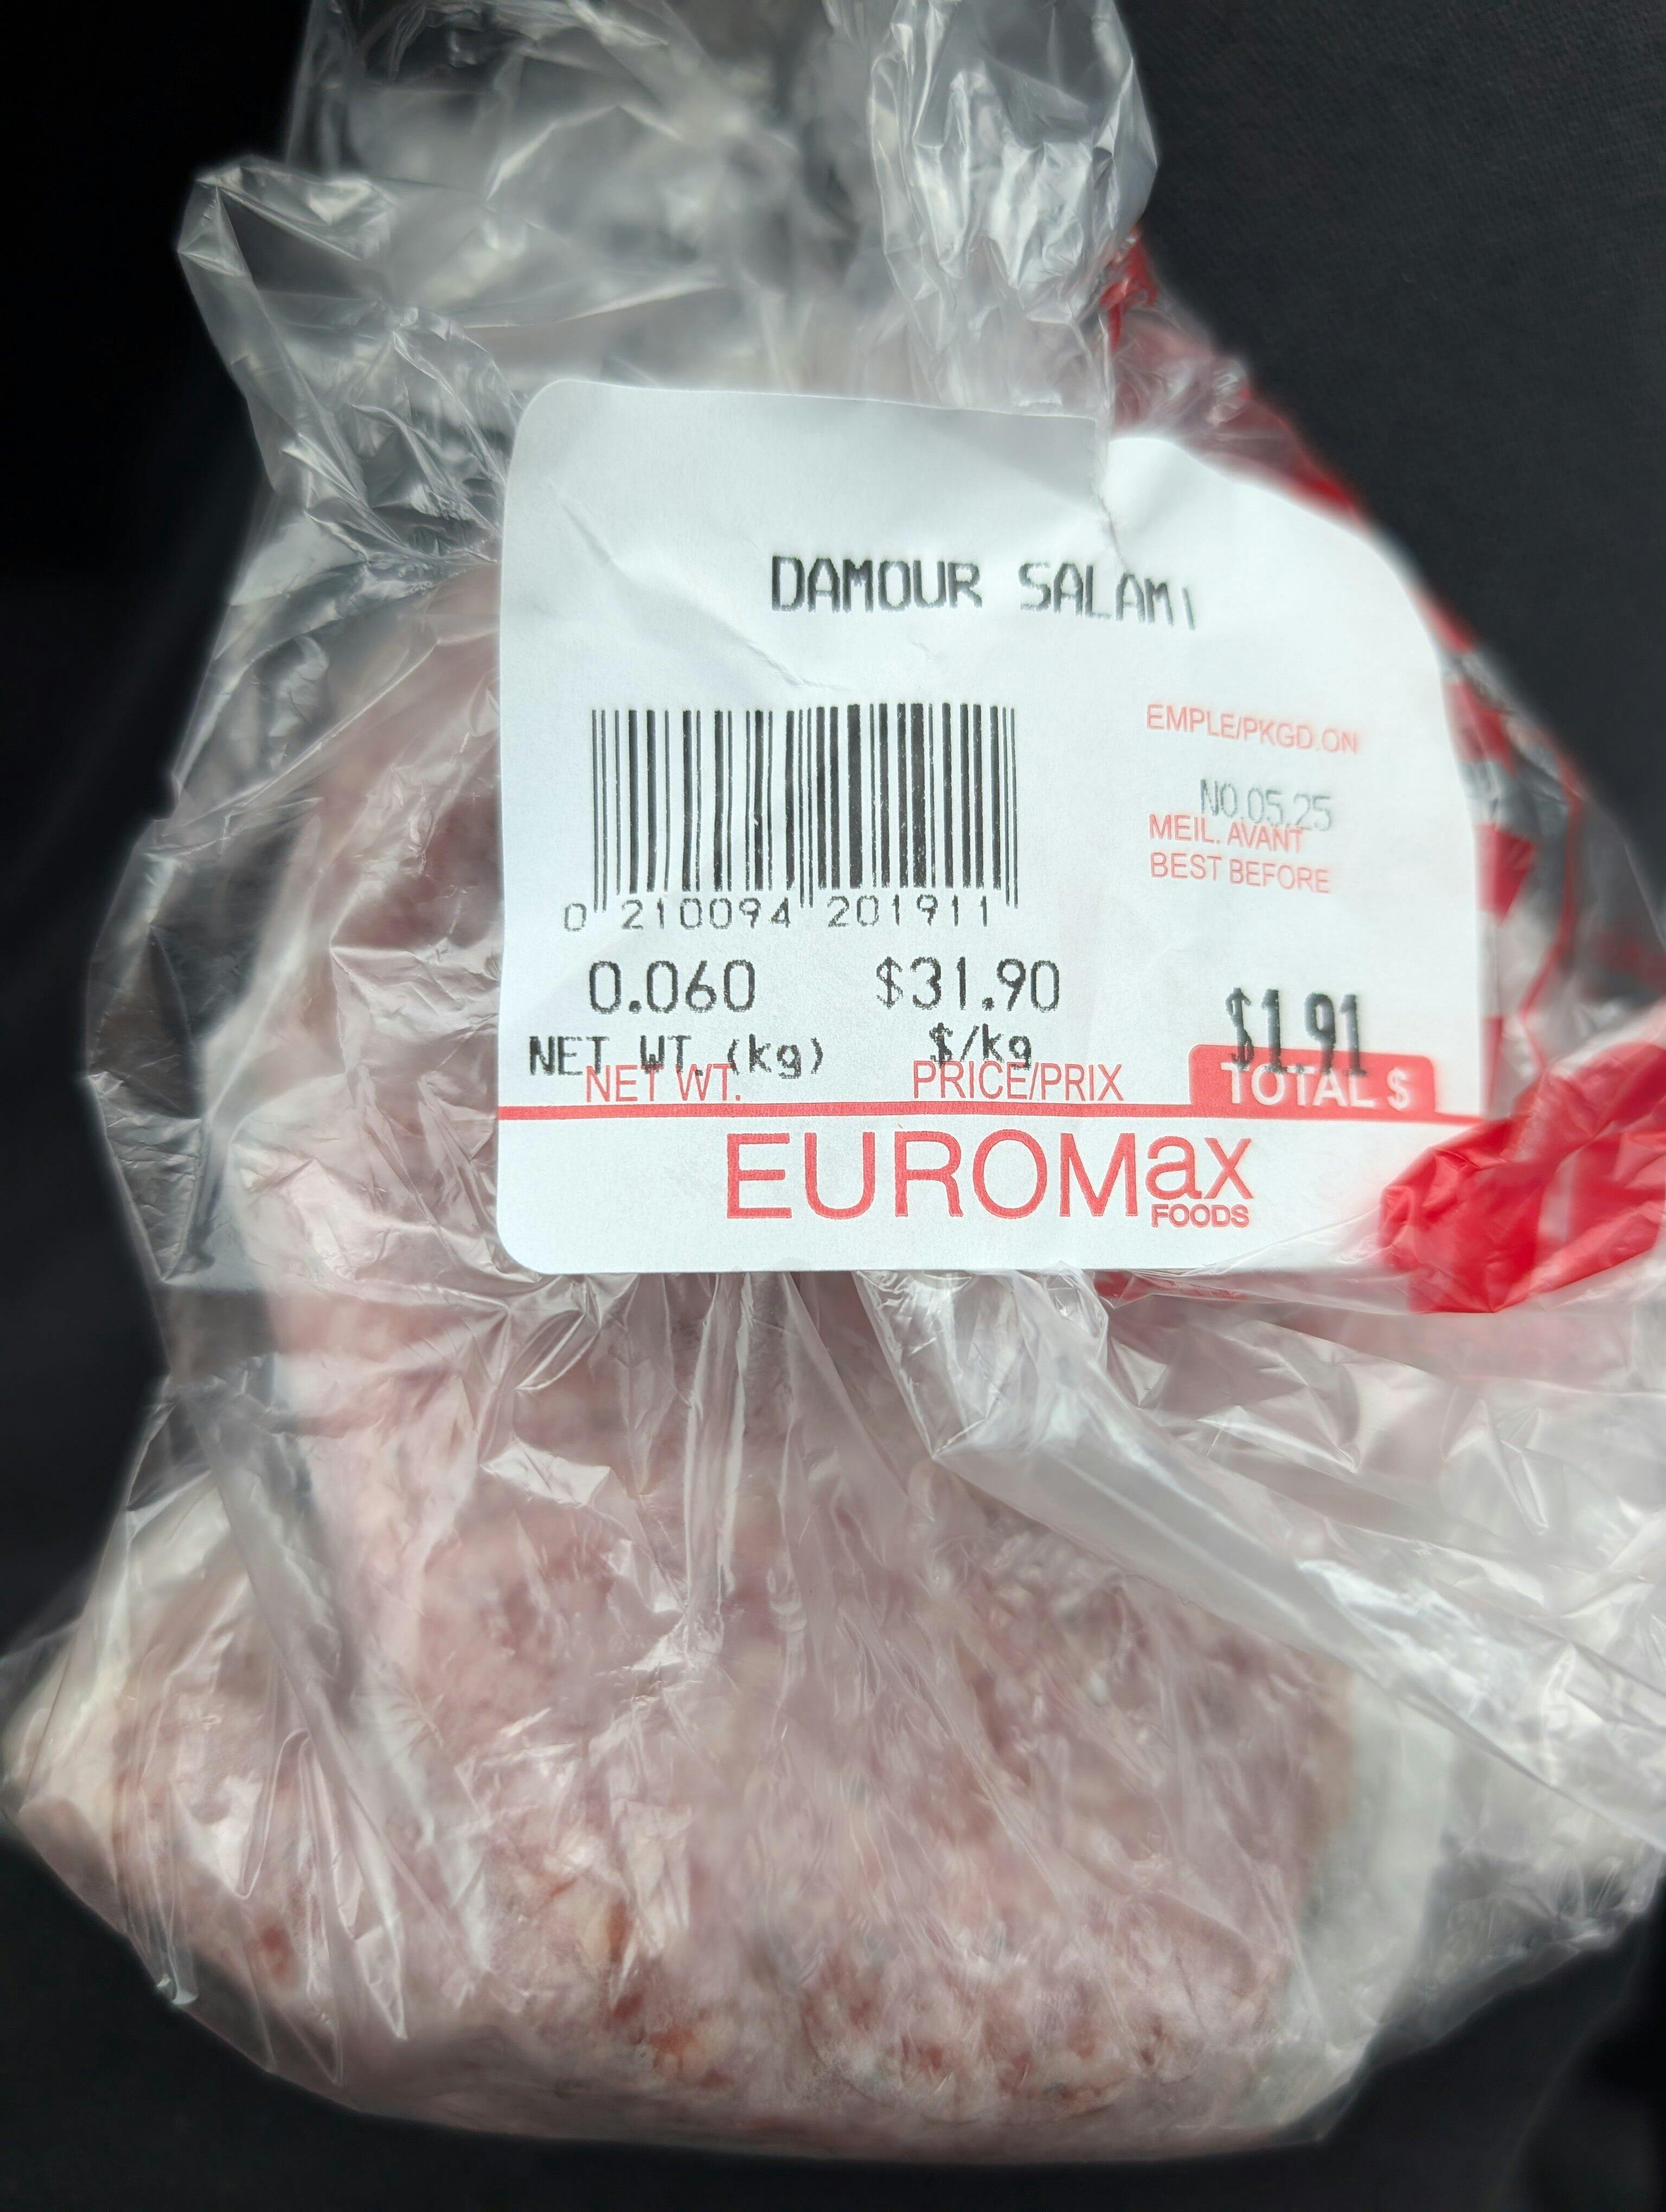 DAMOUR SALAMI
EMPLE/PKGD.ON
NO.05.25
MEIL. AVANT
BEST BEFORE
0 210094 201911
0.060 $31.90 $1.91
NET WT.(kg) $/kg
NET WT. PRICE/PRIX TOTAL $
EUROMax
FOODS